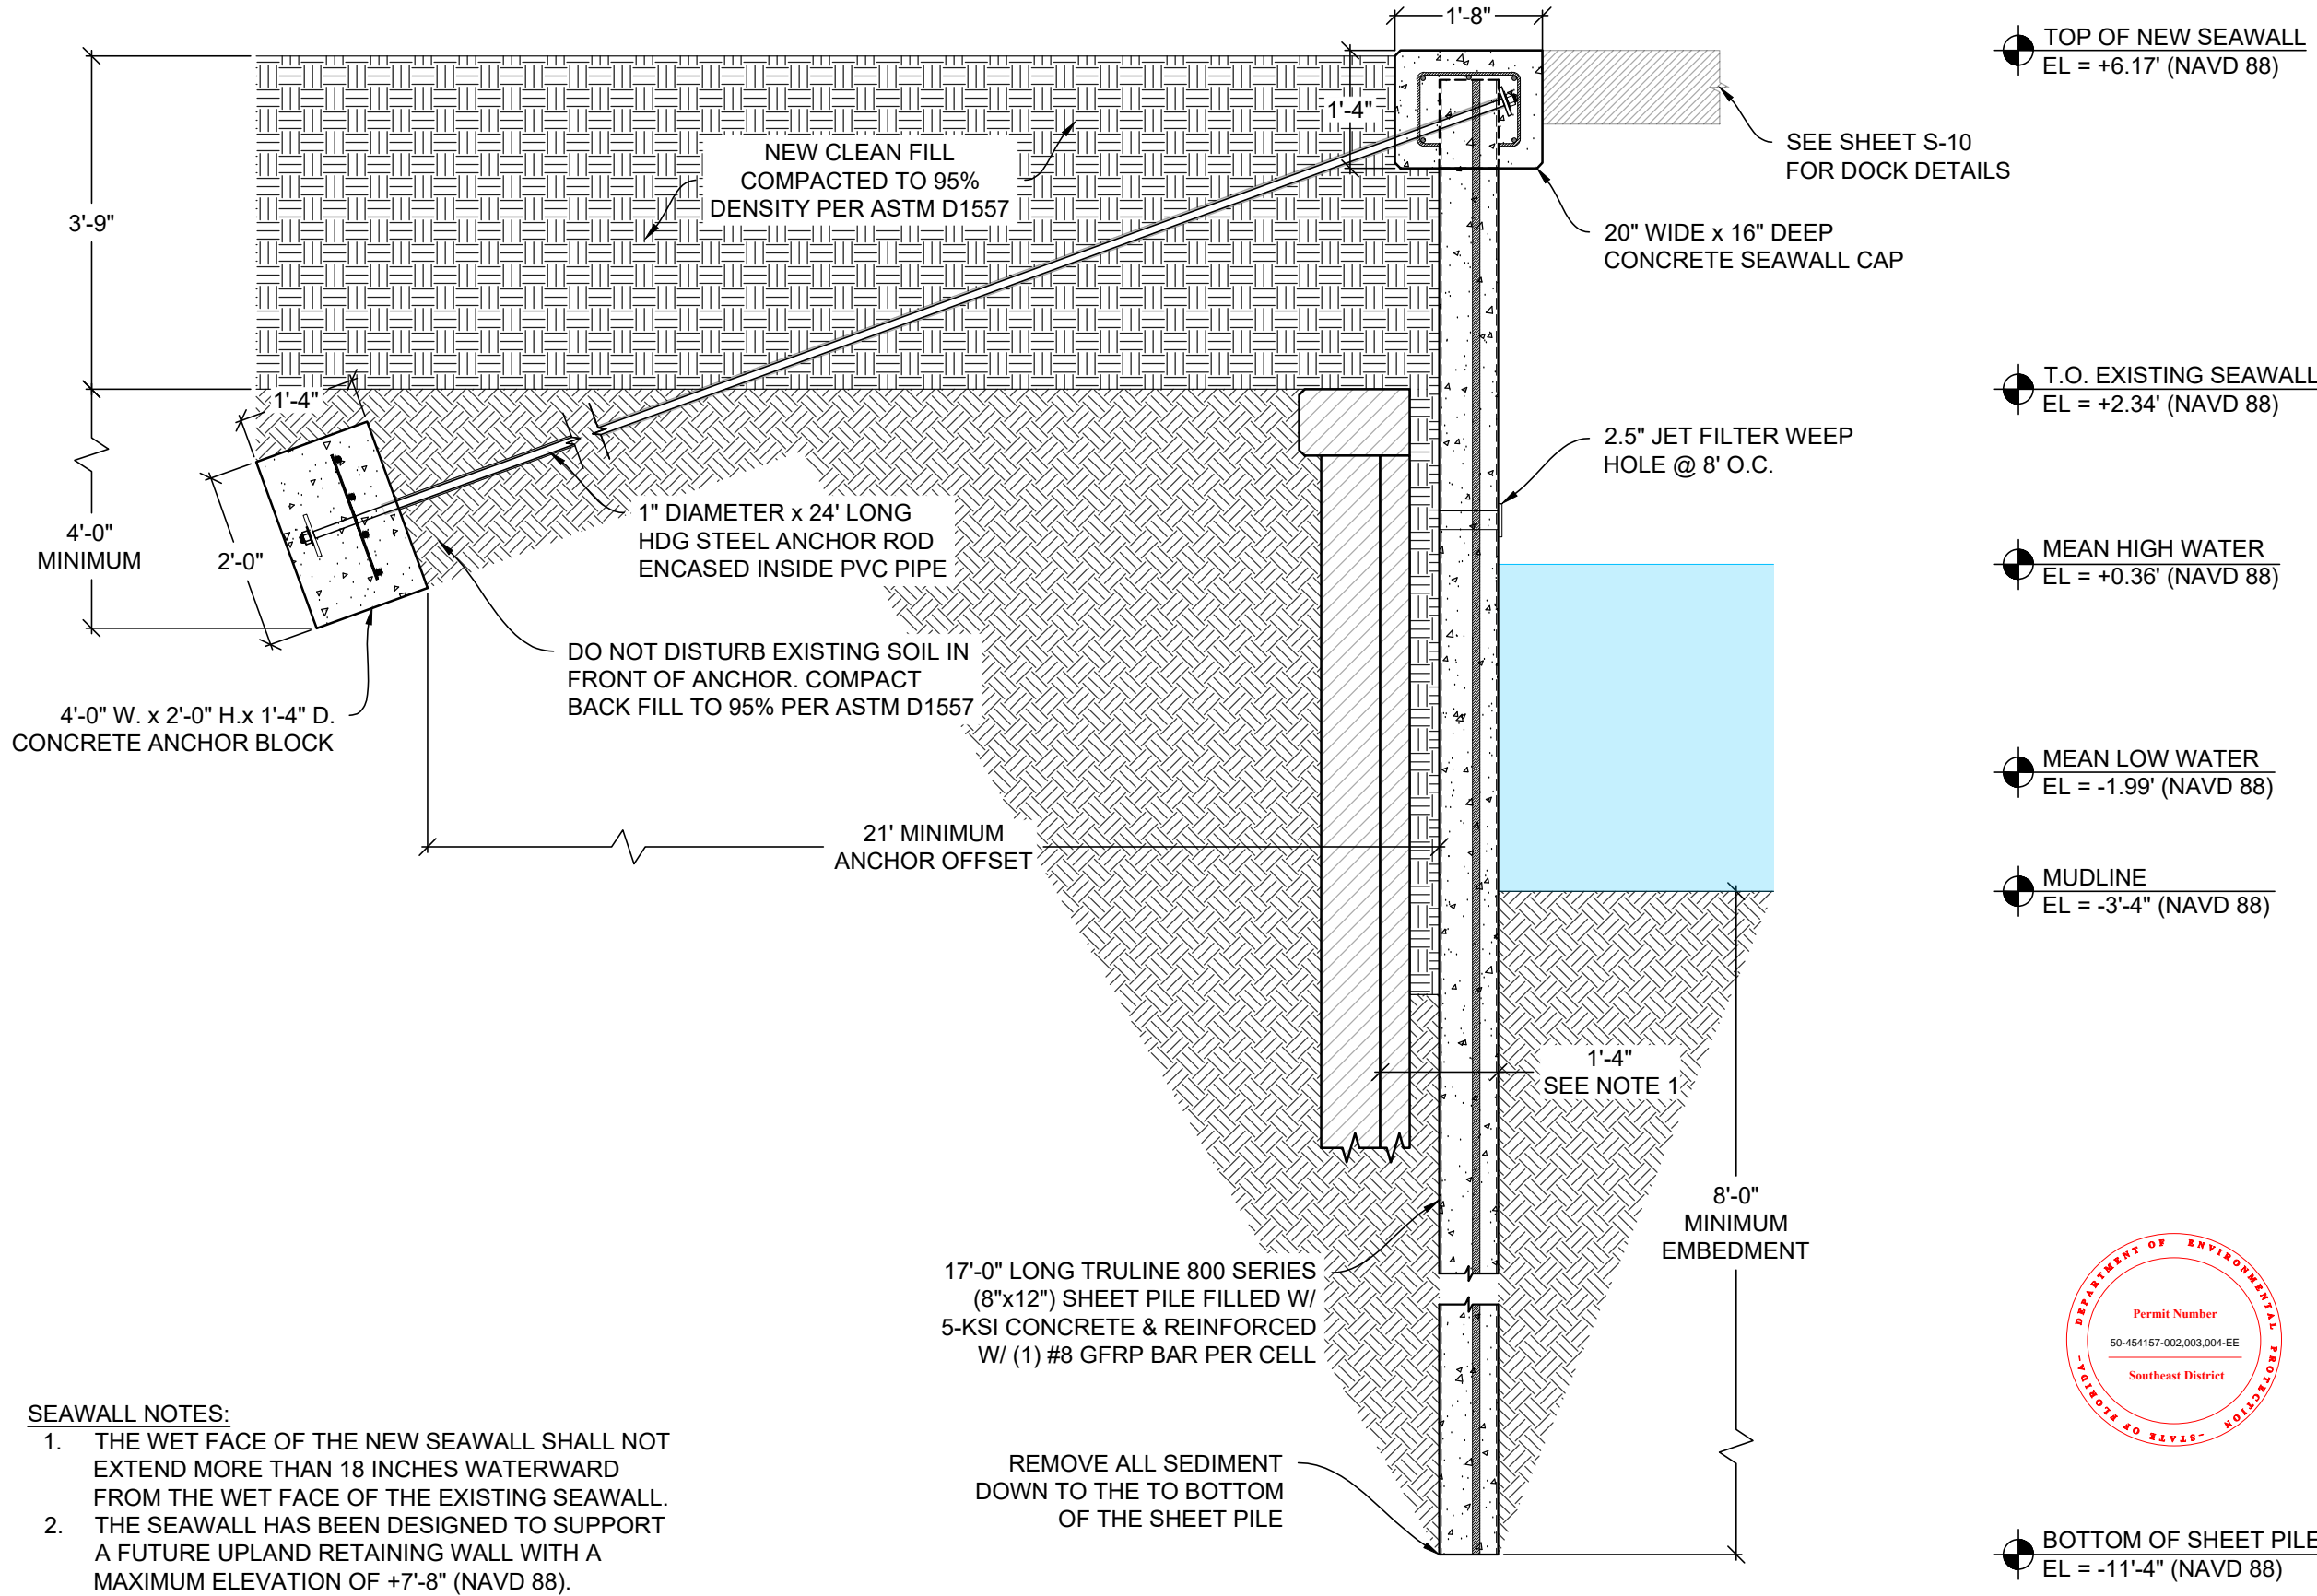 1'-8"
TOP OF NEW SEAWALL
EL = +6.17' (NAVD 88)
1'-4"
SEE SHEET S-10
FOR DOCK DETAILS
NEW CLEAN FILL
COMPACTED TO 95%
DENSITY PER ASTM D1557
3'-9"
20" WIDE x 16" DEEP
CONCRETE SEAWALL CAP
T.O. EXISTING SEAWALL
EL = +2.34' (NAVD 88)
1'-4"
2.5" JET FILTER WEEP
HOLE @ 8' O.C.
1" DIAMETER x 24' LONG
HDG STEEL ANCHOR ROD
ENCASED INSIDE PVC PIPE
4'-0"
MINIMUM
2'-0"
MEAN HIGH WATER
EL = +0.36' (NAVD 88)
DO NOT DISTURB EXISTING SOIL IN
FRONT OF ANCHOR. COMPACT
BACK FILL TO 95% PER ASTM D1557
4'-0" W. x 2'-0" H.x 1'-4" D.
CONCRETE ANCHOR BLOCK
MEAN LOW WATER
EL = -1.99' (NAVD 88)
21' MINIMUM
ANCHOR OFFSET
MUDLINE
EL = -3'-4" (NAVD 88)
1'-4"
SEE NOTE 1
8'-0"
MINIMUM
EMBEDMENT
17'-0" LONG TRULINE 800 SERIES
(8"x12") SHEET PILE FILLED W/
5-KSI CONCRETE & REINFORCED
W/ (1) #8 GFRP BAR PER CELL
DEPARTMENT OF ENVIRONMENTAL PROTECTION
-STATE OF FLORIDA-
Permit Number
50-454157-002,003,004-EE
Southeast District
REMOVE ALL SEDIMENT
DOWN TO THE TO BOTTOM
OF THE SHEET PILE
BOTTOM OF SHEET PILE
EL = -11'-4" (NAVD 88)
SEAWALL NOTES:
1. THE WET FACE OF THE NEW SEAWALL SHALL NOT
EXTEND MORE THAN 18 INCHES WATERWARD
FROM THE WET FACE OF THE EXISTING SEAWALL.
2. THE SEAWALL HAS BEEN DESIGNED TO SUPPORT
A FUTURE UPLAND RETAINING WALL WITH A
MAXIMUM ELEVATION OF +7'-8" (NAVD 88).